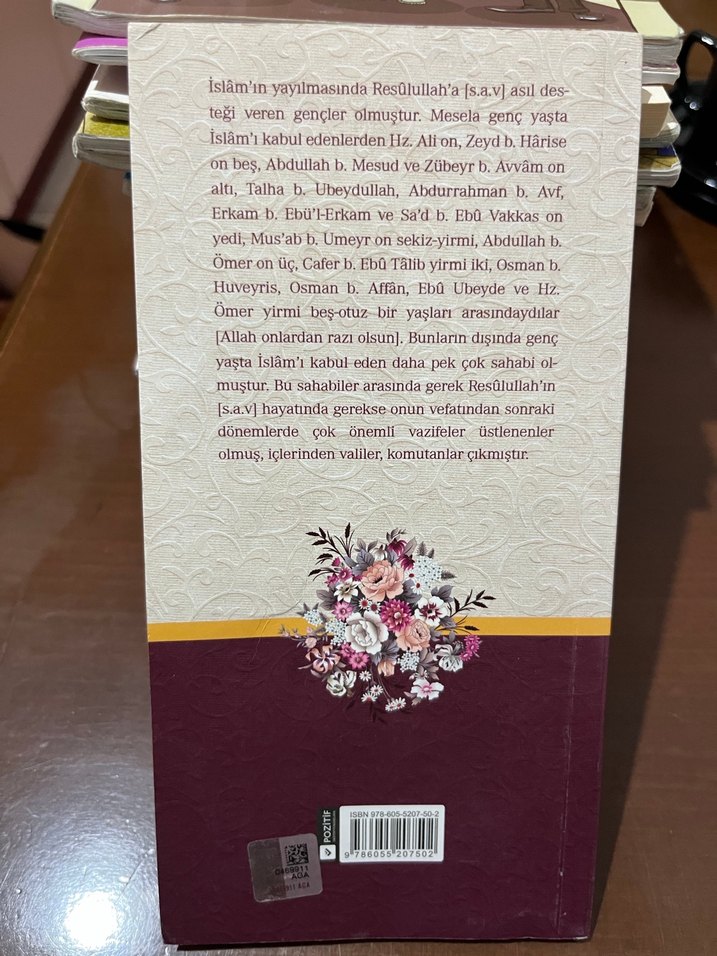 İslâm'ın yayılmasında Resûlullah'a [s.a.v] asıl des-
teği veren gençler olmuştur. Mesela genç yaşta
İslâm'ı kabul edenlerden Hz. Ali on, Zeyd b. Hârise
on beş, Abdullah b. Mesud ve Zübeyr b. Avvâm on
altı, Talha b. Ubeydullah, Abdurrahman b. Avf,
Erkam b. Ebü'l-Erkam ve Sa'd b. Ebû Vakkas on
yedi, Mus'ab b. Umeyr on sekiz-yirmi, Abdullah b.
Ömer on üç, Cafer b. Ebû Tâlib yirmi iki, Osman b.
Huveyris, Osman b. Affân, Ebû Ubeyde ve Hz.
Ömer yirmi beş-otuz bir yaşları arasındaydılar
[Allah onlardan razı olsun]. Bunların dışında genç
yaşta İslâm'ı kabul eden daha pek çok sahabi ol-
muştur. Bu sahabiler arasında gerek Resûlullah'ın
[s.a.v] hayatında gerekse onun vefatından sonraki
dönemlerde çok önemli vazifeler üstlenenler
olmuş, içlerinden valiler, komutanlar çıkmıştır.
ISBN 978-605-5207-50-2
POZİTİF
9 786055 207502
0469911
AGA